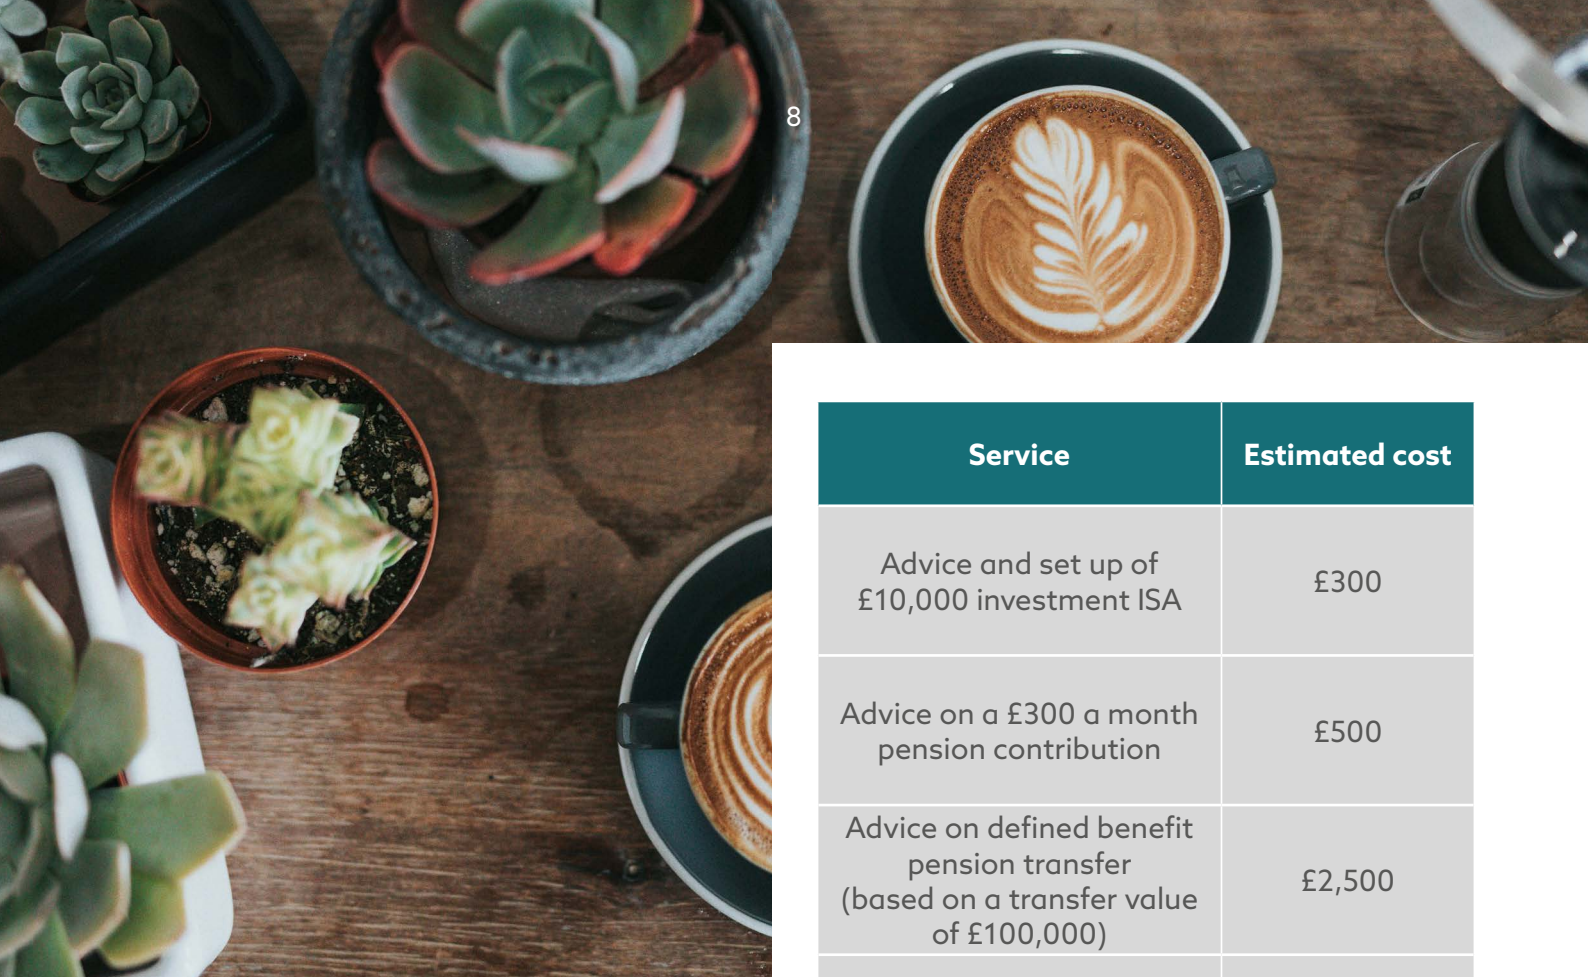 8
Service
Estimated cost
Advice and set up of
£10,000 investment ISA
£300
Advice on a £300 a month
pension contribution
£500
Advice on defined benefit
pension transfer
(based on a transfer value
of £100,000)
£2,500